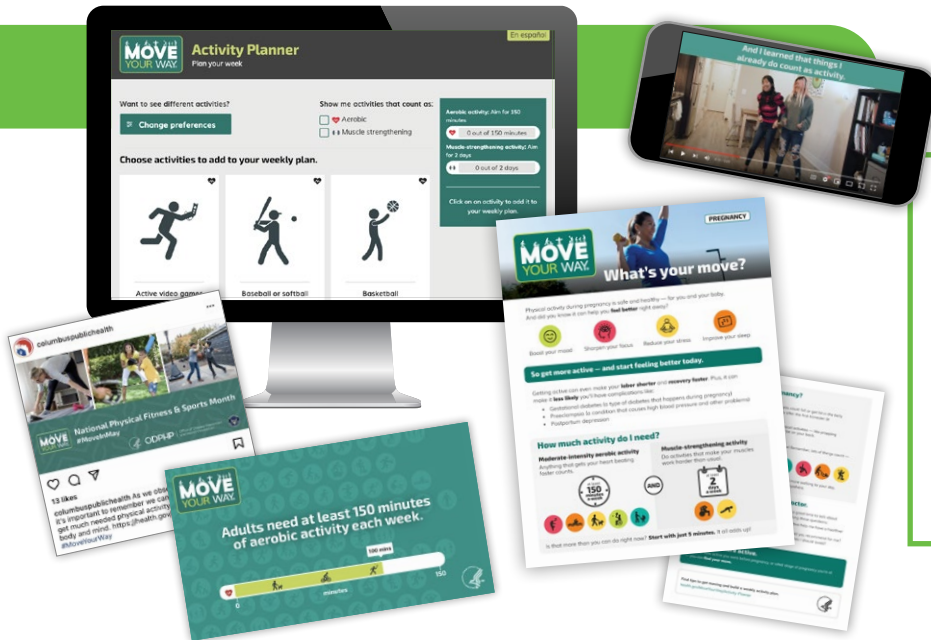 En español
MOVE
YOUR WAY
Activity Planner
Plan your week
Want to see different activities?
Change preferences
Show me activities that count as:
Aerobic
Muscle strengthening
Aerobic activity: Aim for 150
minutes
0 out of 150 minutes
Muscle-strengthening activity: Aim
for 2 days
0 out of 2 days
Click on an activity to add it to
your weekly plan.
Choose activities to add to your weekly plan.
Active video games
Baseball or softball
Basketball
And I learned that things I
already do count as activity.
PREGNANCY
MOVE
YOUR WAY
What's your move?
Physical activity during pregnancy is safe and healthy — for you and your baby.
And did you know it can help you feel better right away?
Boost your mood
Sharpen your focus
Reduce your stress
Improve your sleep
So get more active — and start feeling better today.
Getting active can even make your labor shorter and recovery faster. Plus, it can
make it less likely you'll have complications like:
• Gestational diabetes (a type of diabetes that happens during pregnancy)
• Preeclampsia (a condition that causes high blood pressure and other problems)
• Postpartum depression
How much activity do I need?
Moderate-intensity aerobic activity
Anything that gets your heart beating
faster counts.
150
minutes
a week
AND
Muscle-strengthening activity
Do activities that make your muscles
work harder than usual.
2
days
a week
Is that more than you can do right now? Start with just 5 minutes. It all adds up!
columbuspublichealth
MOVE
YOUR WAY
National Physical Fitness & Sports Month
#MoveInMay
ODPHP
13 likes
columbuspublichealth As we obs
it's important to remember we can
get much needed physical activity
body and mind. https://health.gov
#MoveYourWay
MOVE
YOUR WAY
Adults need at least 150 minutes
of aerobic activity each week.
100 mins
0
minutes
150